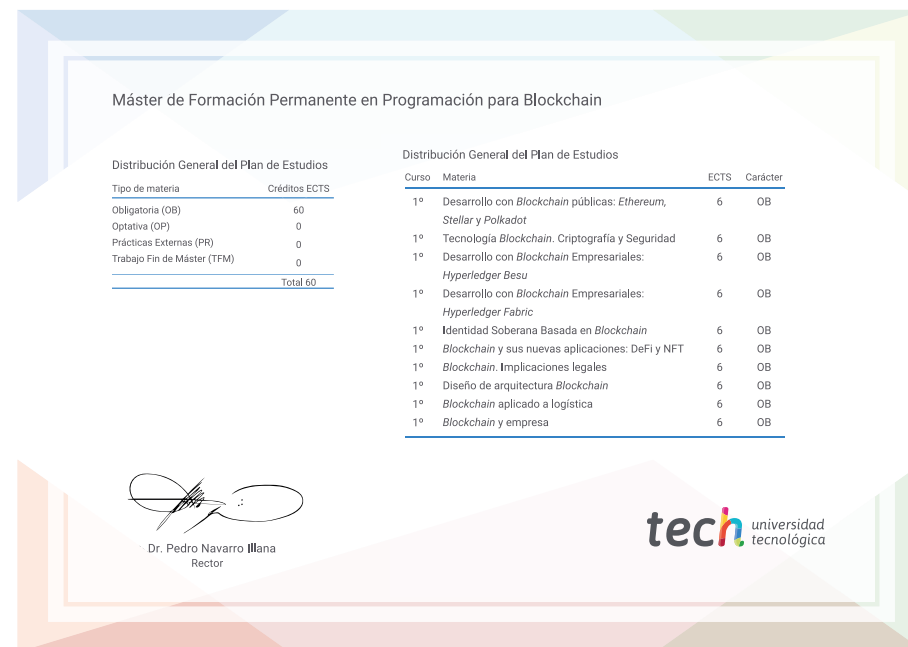 Máster de Formación Permanente en Programación para Blockchain
Distribución General del Plan de Estudios
Tipo de materia Créditos ECTS
Obligatoria (OB) 60
Optativa (OP) 0
Prácticas Externas (PR) 0
Trabajo Fin de Máster (TFM) 0
Total 60
Distribución General del Plan de Estudios
Curso Materia ECTS Carácter
1º Desarrollo con Blockchain públicas: Ethereum, 6 OB
Stellar y Polkadot
1º Tecnología Blockchain. Criptografía y Seguridad 6 OB
1º Desarrollo con Blockchain Empresariales: 6 OB
Hyperledger Besu
1º Desarrollo con Blockchain Empresariales: 6 OB
Hyperledger Fabric
1º Identidad Soberana Basada en Blockchain 6 OB
1º Blockchain y sus nuevas aplicaciones: DeFi y NFT 6 OB
1º Blockchain. Implicaciones legales 6 OB
1º Diseño de arquitectura Blockchain 6 OB
1º Blockchain aplicado a logística 6 OB
1º Blockchain y empresa 6 OB
Dr. Pedro Navarro Illana
Rector
tech universidad
tecnológica